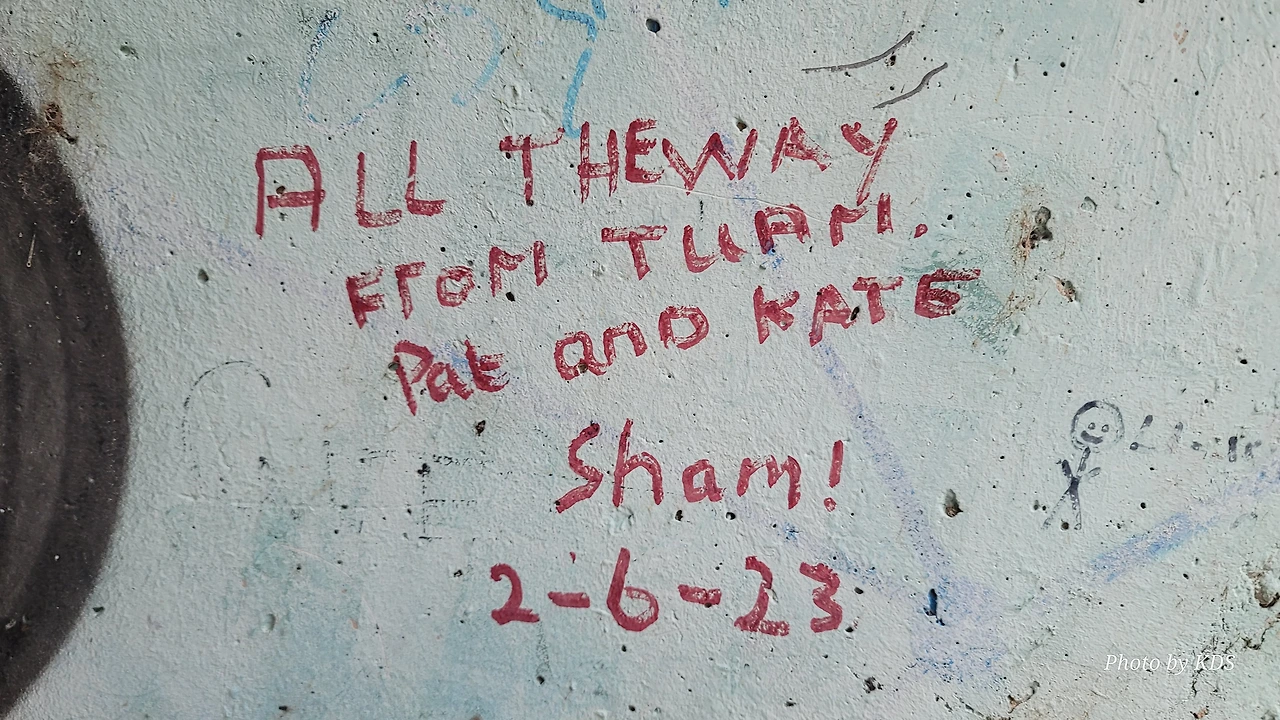 ALL THEWAY
FROM TUAM.
Pat and KATE
Sham!
2-6-23
Photo by KDS